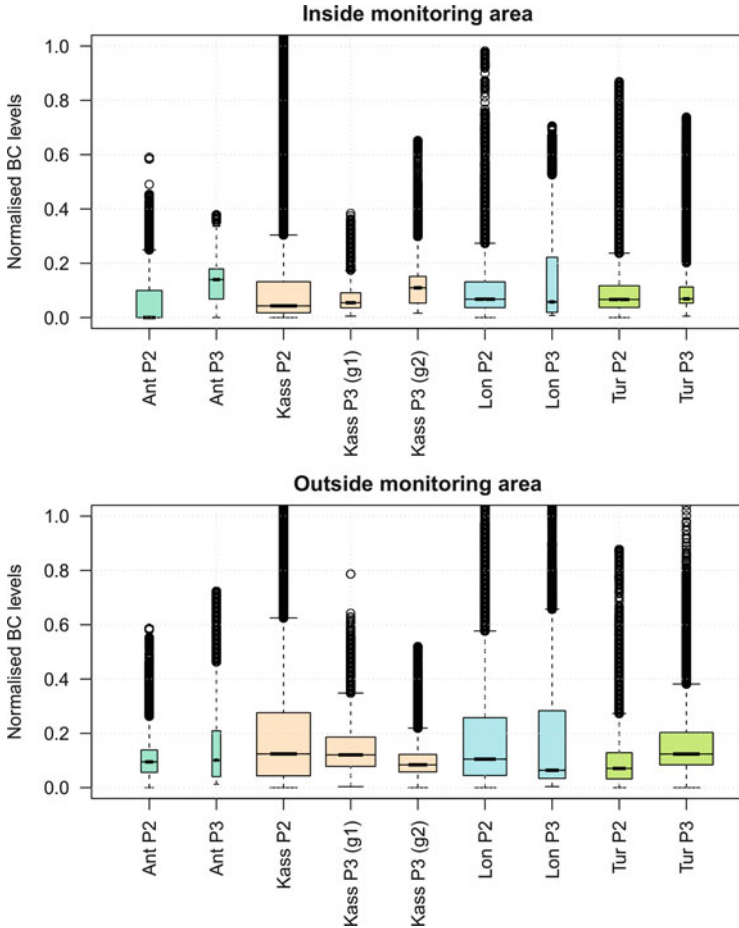 Inside monitoring area
Normalised BC levels
1.0
0.8
0.6
0.4
0.2
0.0
Ant P2
Ant P3
Kass P2
Kass P3 (g1)
Kass P3 (g2)
Lon P2
Lon P3
Tur P2
Tur P3
Outside monitoring area
Normalised BC levels
1.0
0.8
0.6
0.4
0.2
0.0
Ant P2
Ant P3
Kass P2
Kass P3 (g1)
Kass P3 (g2)
Lon P2
Lon P3
Tur P2
Tur P3